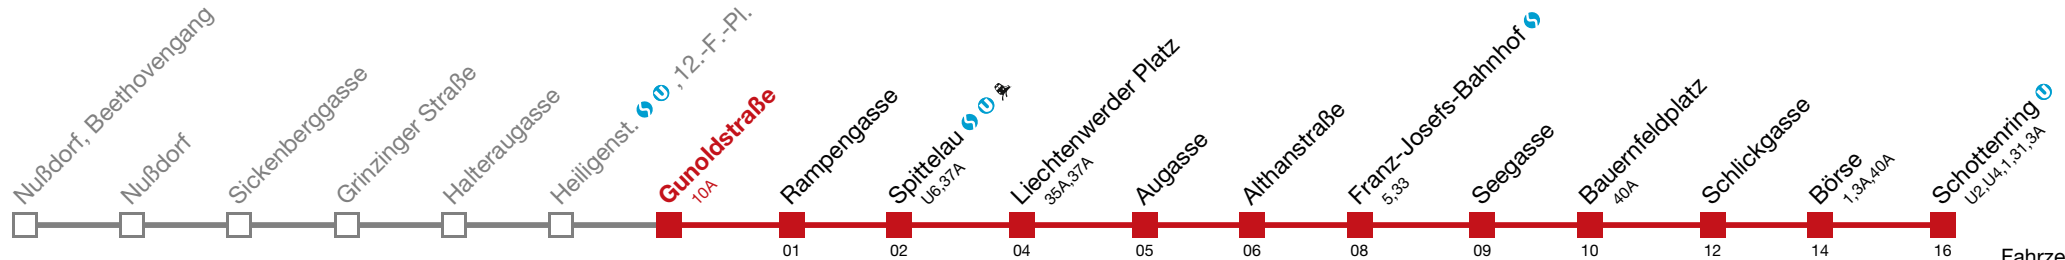 Nußdorf, Beethovengang
Nußdorf
Sickenberggasse
Grinzinger Straße
Halteraugasse
Heiligenst. S U , 12.-F.-Pl.
Gunoldstraße
10A
Rampengasse
01
Spittelau S U
U6,37A
02
Liechtenwerder Platz
35A,37A
04
Augasse
05
Althanstraße
06
Franz-Josefs-Bahnhof S
5,33
08
Seegasse
09
Bauernfeldplatz
40A
10
Schlickgasse
12
Börse
1,3A,40A
14
Schottenring U
U2,U4,1,31,3A
16
Fahrze